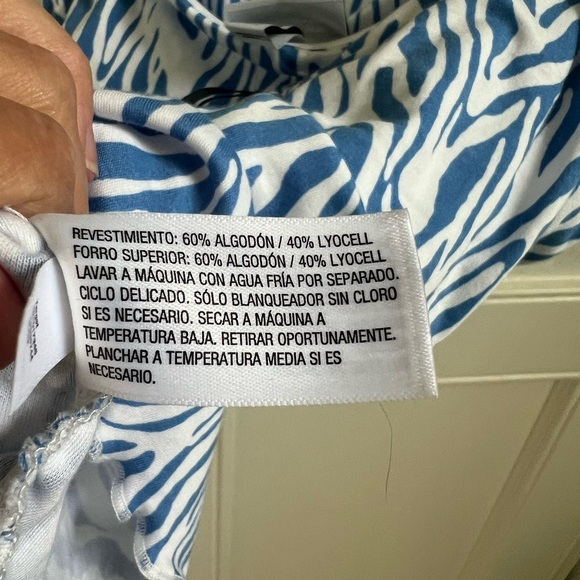 REVESTIMIENTO: 60% ALGODÓN / 40% LYOCELL
FORRO SUPERIOR: 60% ALGODÓN / 40% LYOCELL
LAVAR A MÁQUINA CON AGUA FRÍA POR SEPARADO.
CICLO DELICADO. SÓLO BLANQUEADOR SIN CLORO
SI ES NECESARIO. SECAR A MÁQUINA A
TEMPERATURA BAJA. RETIRAR OPORTUNAMENTE.
PLANCHAR A TEMPERATURA MEDIA SI ES
NECESARIO.